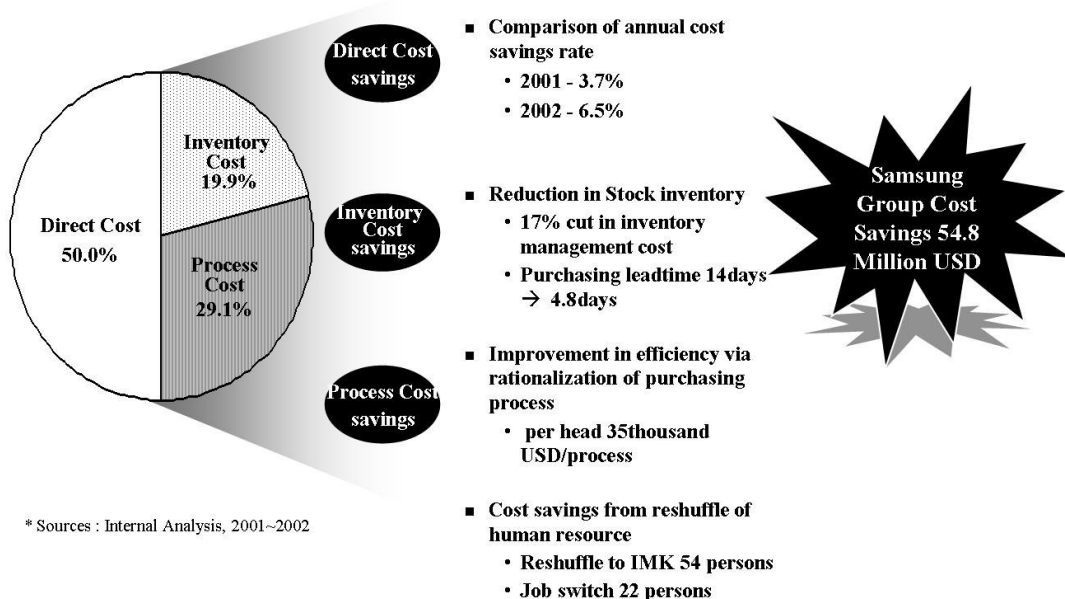 Direct Cost
50.0%
Inventory
Cost
19.9%
Process
Cost
29.1%
Direct Cost
savings
■ Comparison of annual cost
savings rate
• 2001 - 3.7%
• 2002 - 6.5%
Inventory
Cost
savings
■ Reduction in Stock inventory
• 17% cut in inventory
management cost
• Purchasing leadtime 14days
→ 4.8days
Process Cost
savings
■ Improvement in efficiency via
rationalization of purchasing
process
• per head 35thousand
USD/process
■ Cost savings from reshuffle of
human resource
• Reshuffle to IMK 54 persons
• Job switch 22 persons
Samsung
Group Cost
Savings 54.8
Million USD
* Sources : Internal Analysis, 2001~2002